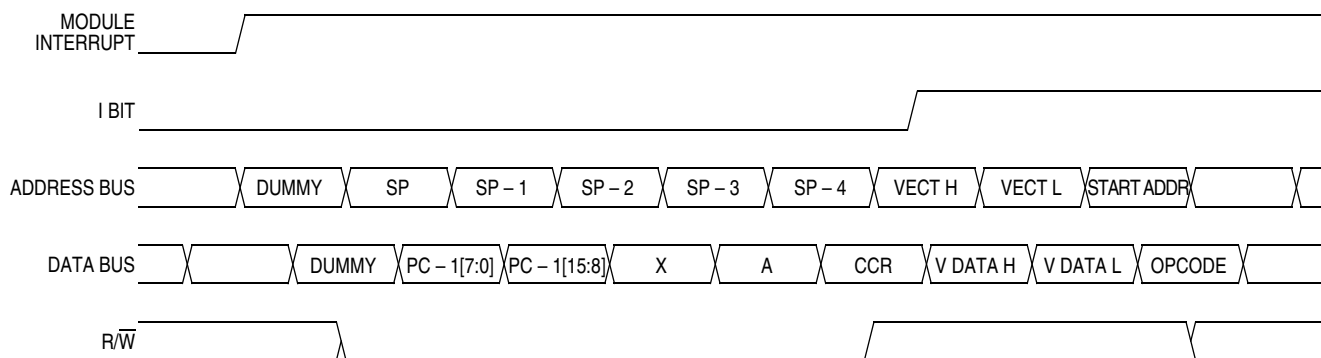 MODULE
INTERRUPT
I BIT
ADDRESS BUS DUMMY SP SP – 1 SP – 2 SP – 3 SP – 4 VECT H VECT L START ADDR
DATA BUS DUMMY PC – 1[7:0] PC – 1[15:8] X A CCR V DATA H V DATA L OPCODE
R/W̅